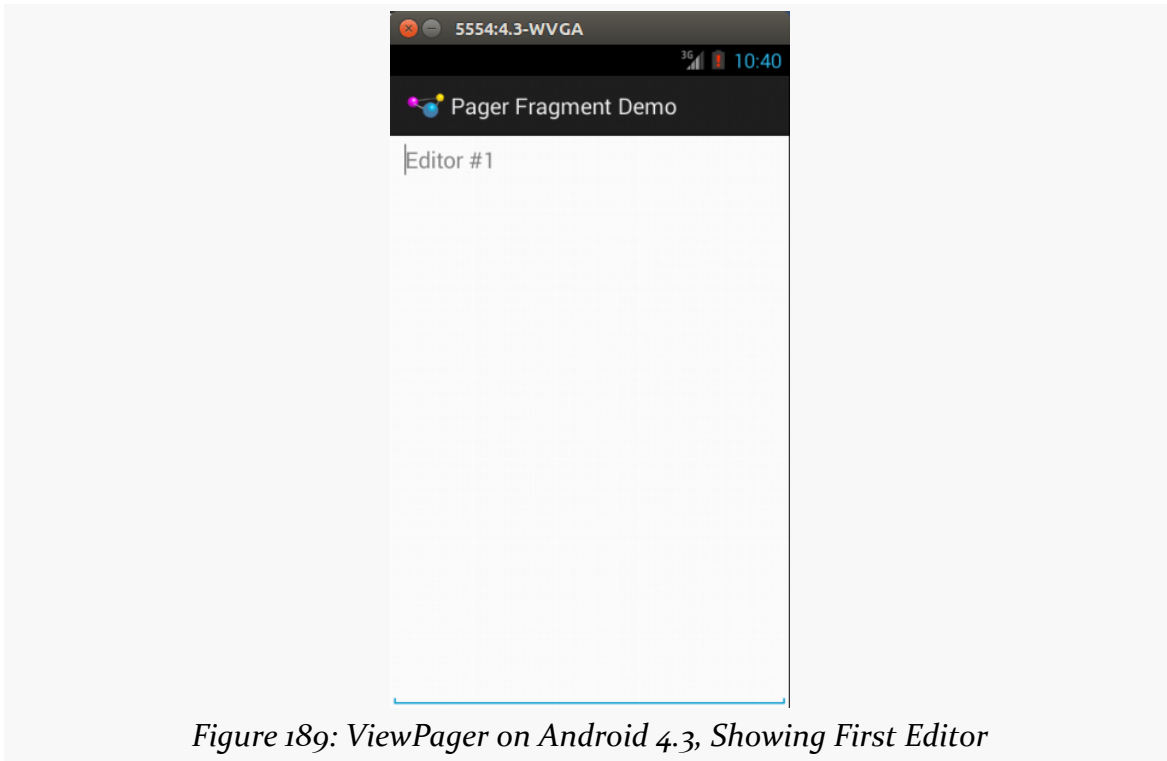 5554:4.3-WVGA
3G 10:40
Pager Fragment Demo
Editor #1
Figure 189: ViewPager on Android 4.3, Showing First Editor